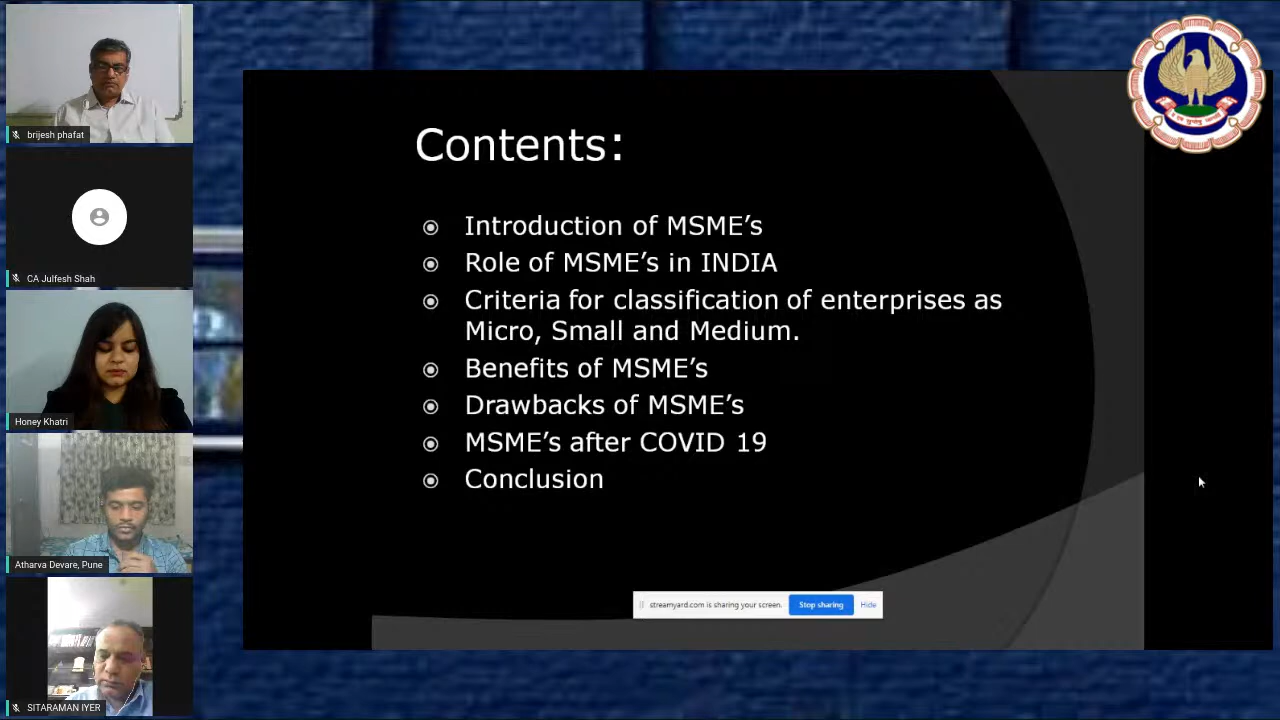 brijesh phafat
CA Julfesh Shah
Honey Khatri
Atharva Devare, Pune
SITARAMAN IYER
Contents:
Introduction of MSME's
Role of MSME's in INDIA
Criteria for classification of enterprises as
Micro, Small and Medium.
Benefits of MSME's
Drawbacks of MSME's
MSME's after COVID 19
Conclusion
streamyard.com is sharing your screen. Stop sharing Hide